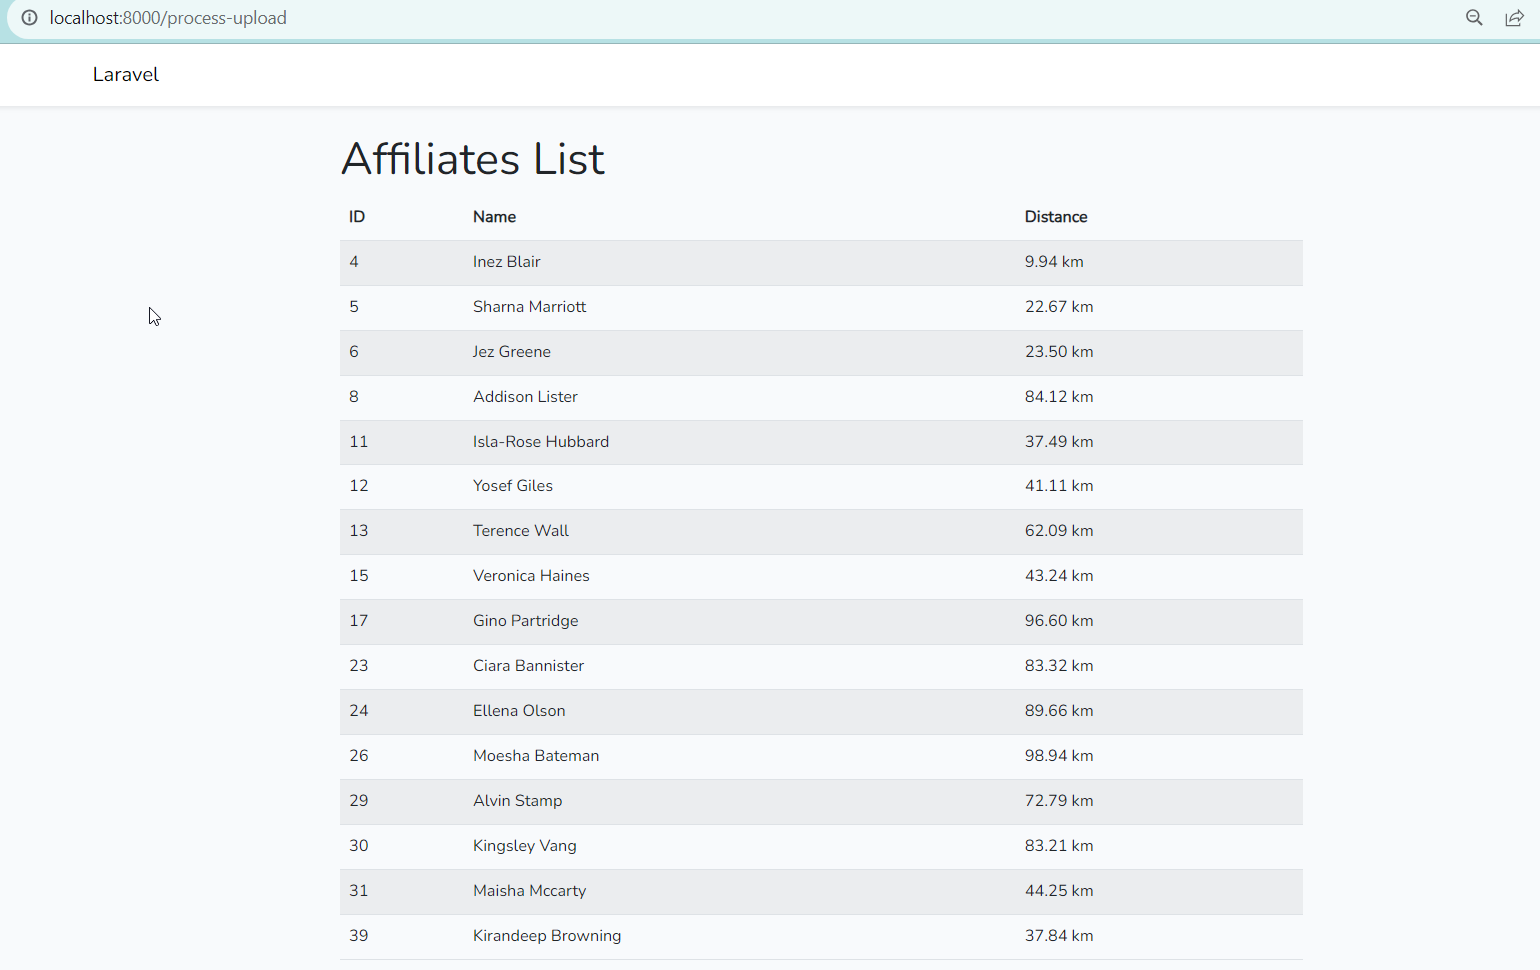 localhost:8000/process-upload
Laravel
Affiliates List
ID Name Distance
4 Inez Blair 9.94 km
5 Sharna Marriott 22.67 km
6 Jez Greene 23.50 km
8 Addison Lister 84.12 km
11 Isla-Rose Hubbard 37.49 km
12 Yosef Giles 41.11 km
13 Terence Wall 62.09 km
15 Veronica Haines 43.24 km
17 Gino Partridge 96.60 km
23 Ciara Bannister 83.32 km
24 Ellena Olson 89.66 km
26 Moesha Bateman 98.94 km
29 Alvin Stamp 72.79 km
30 Kingsley Vang 83.21 km
31 Maisha Mccarty 44.25 km
39 Kirandeep Browning 37.84 km